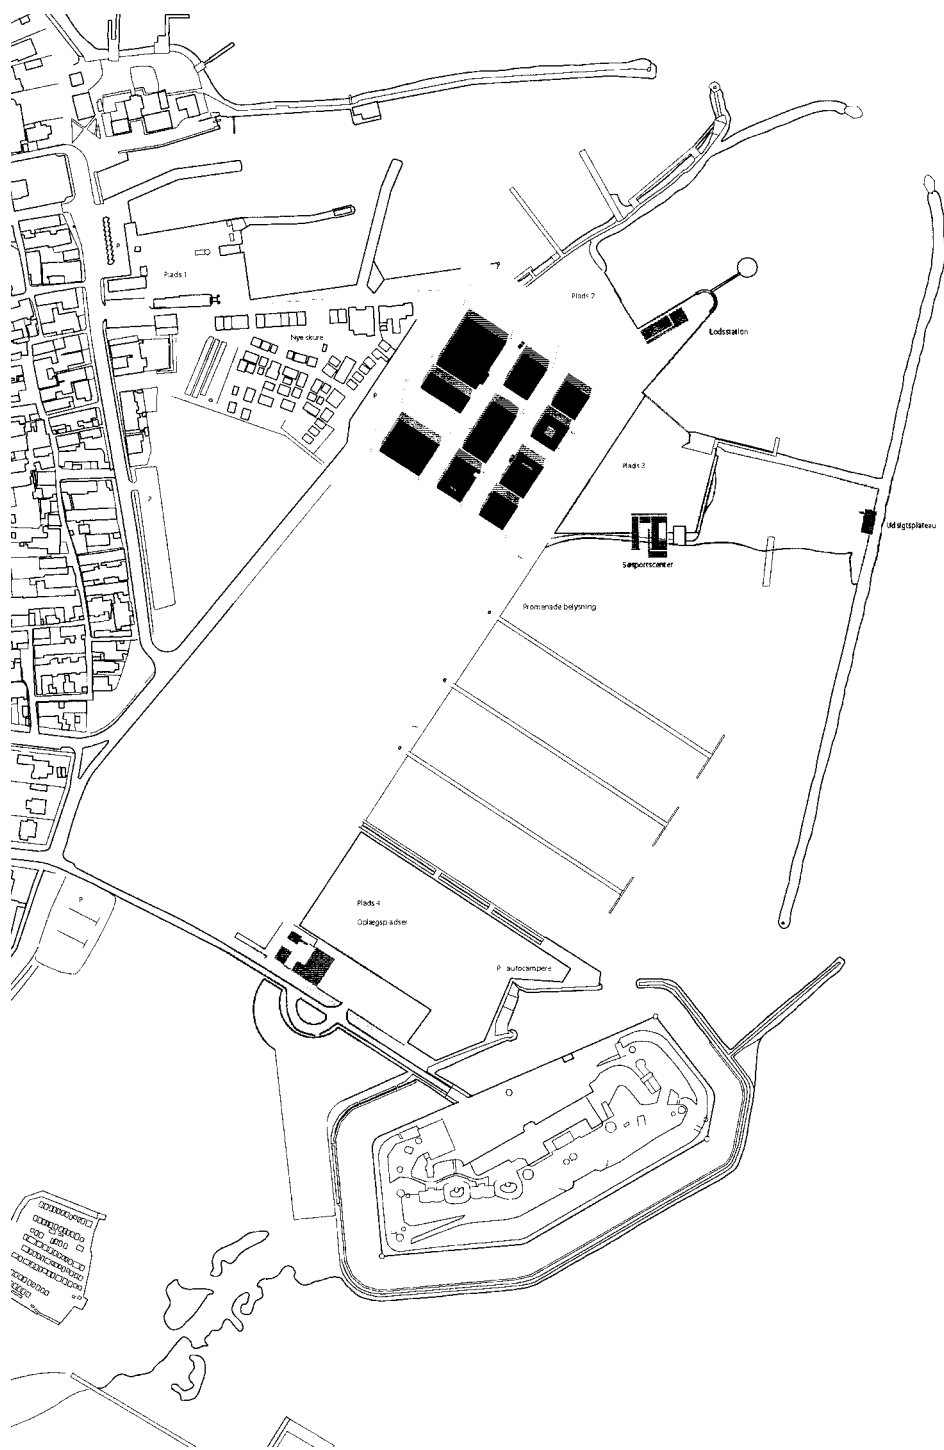 P
Plads 1
Plads 2
Lodsstation
Nye skure
P
Plads 3
P
Udsigtsplateau
Søsportscenter
Promenade belysning
P
Plads 4
Oplægspladser
P autocampere